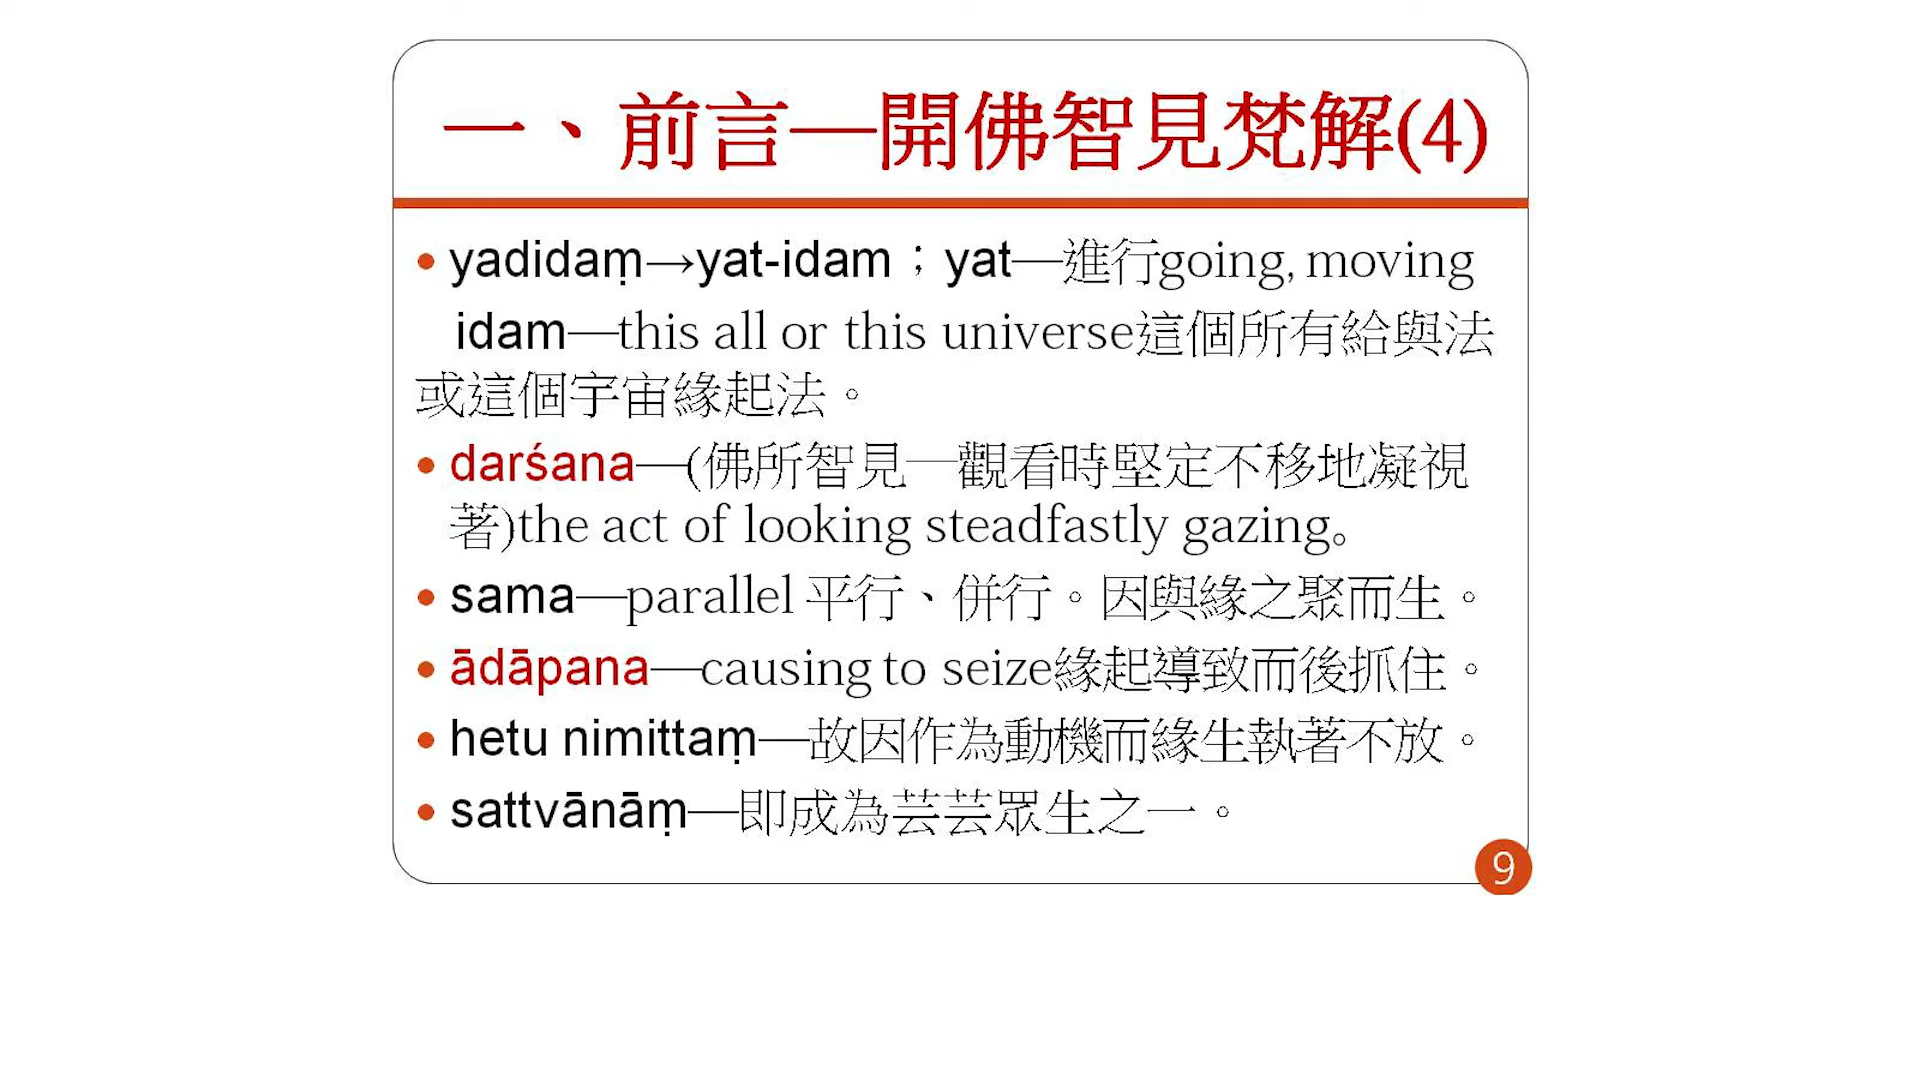 一、前言—開佛智見梵解(4)
• yadidaṃ→yat-idam；yat—進行going, moving
idam—this all or this universe這個所有給與法
或這個宇宙緣起法。
• darśana—(佛所智見—觀看時堅定不移地凝視
著)the act of looking steadfastly gazing。
• sama—parallel 平行、併行。因與緣之聚而生。
• ādāpana—causing to seize緣起導致而後抓住。
• hetu nimittaṃ—故因作為動機而緣生執著不放。
• sattvānāṃ—即成為芸芸眾生之一。
9